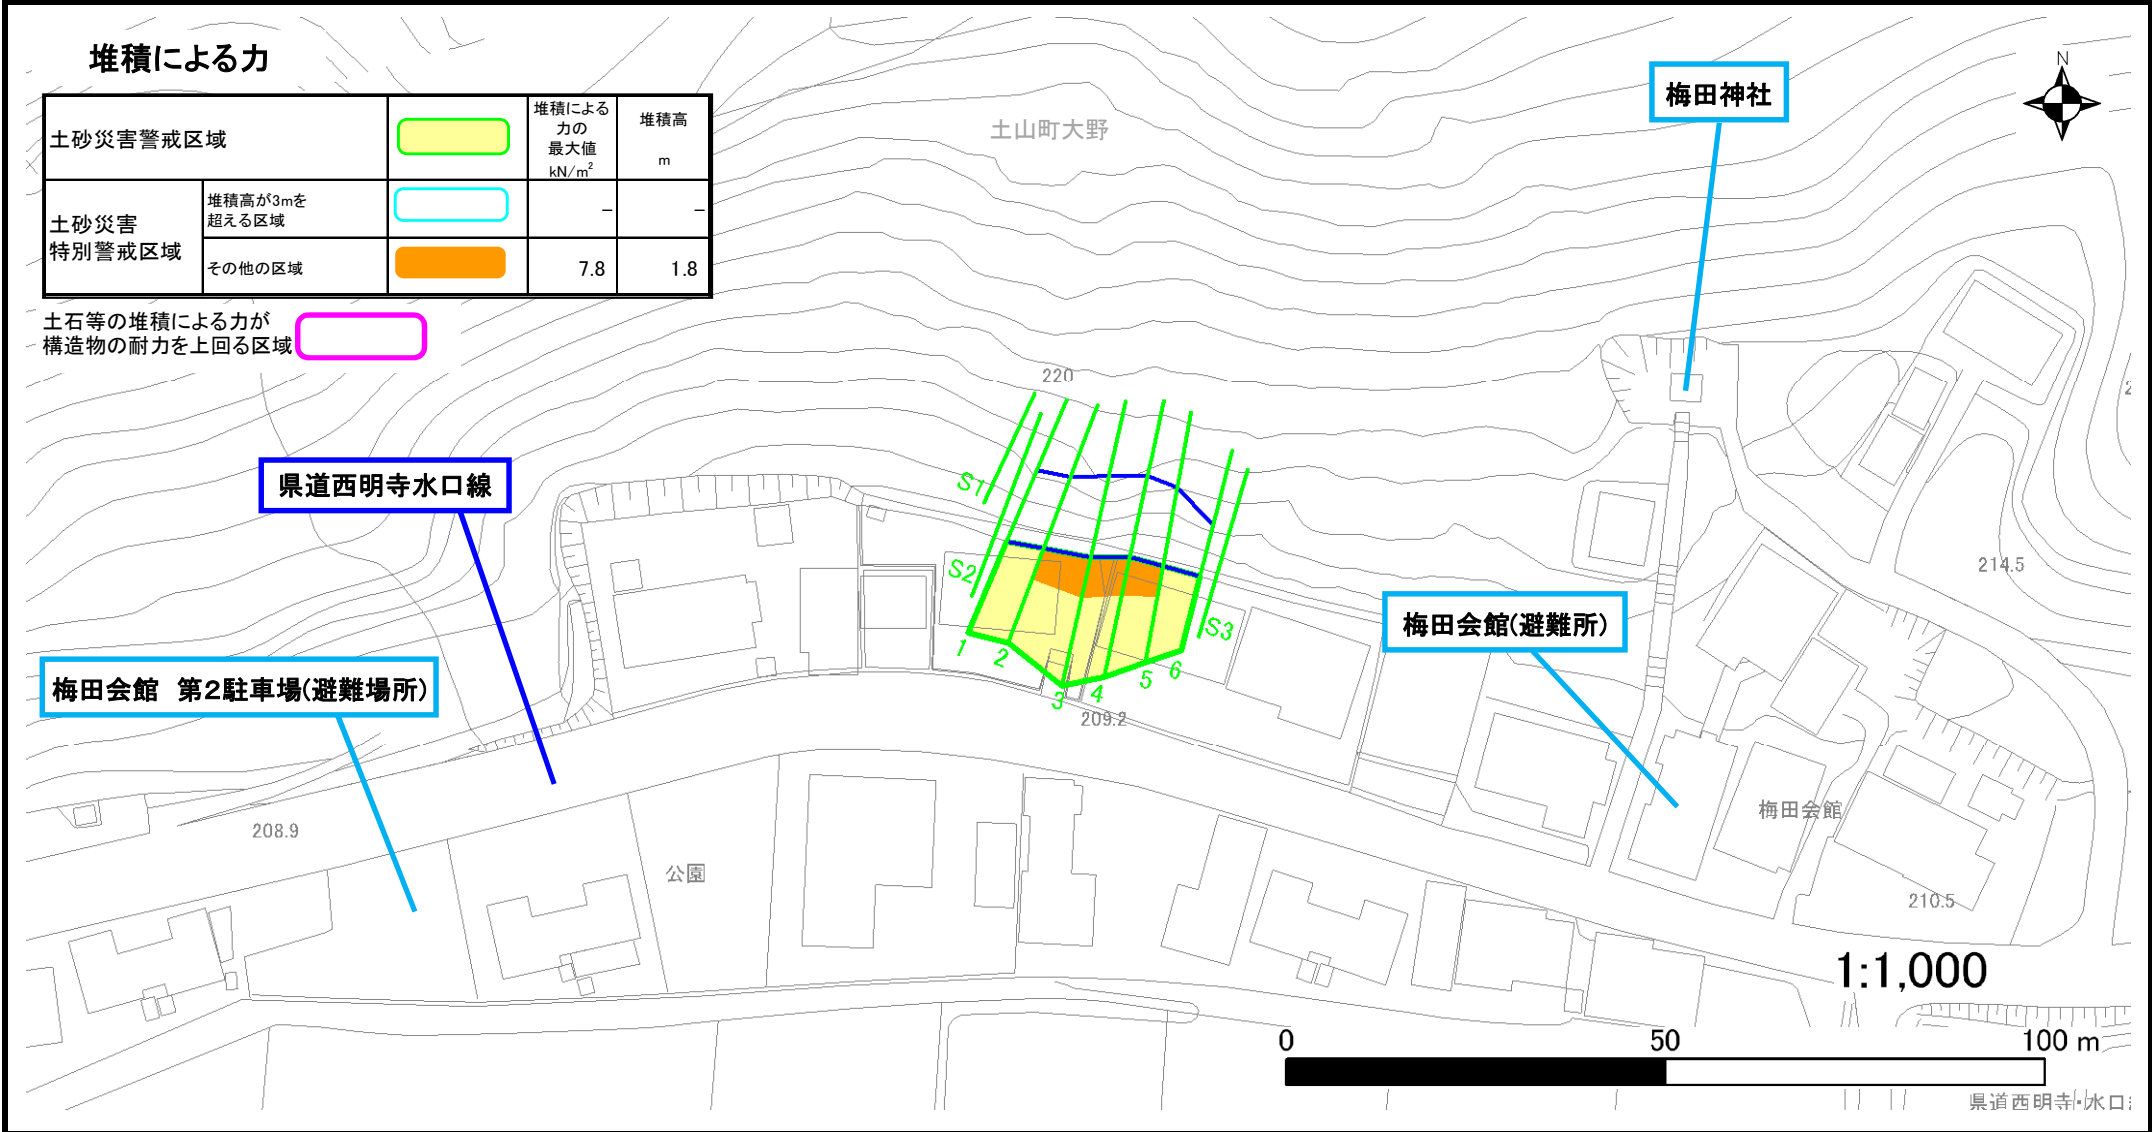 堆積による力
土砂災害警戒区域
堆積による
力の
最大値
kN/m²
堆積高
m
土砂災害
特別警戒区域
堆積高が3mを
超える区域
－
－
その他の区域
7.8
1.8
土石等の堆積による力が
構造物の耐力を上回る区域
土山町大野
梅田神社
N
220
県道西明寺水口線
S1
S2
S3
1
2
3
4
5
6
214.5
梅田会館(避難所)
梅田会館 第2駐車場(避難場所)
209.2
208.9
公園
梅田会館
210.5
1:1,000
0
50
100 m
県道西明寺・水口